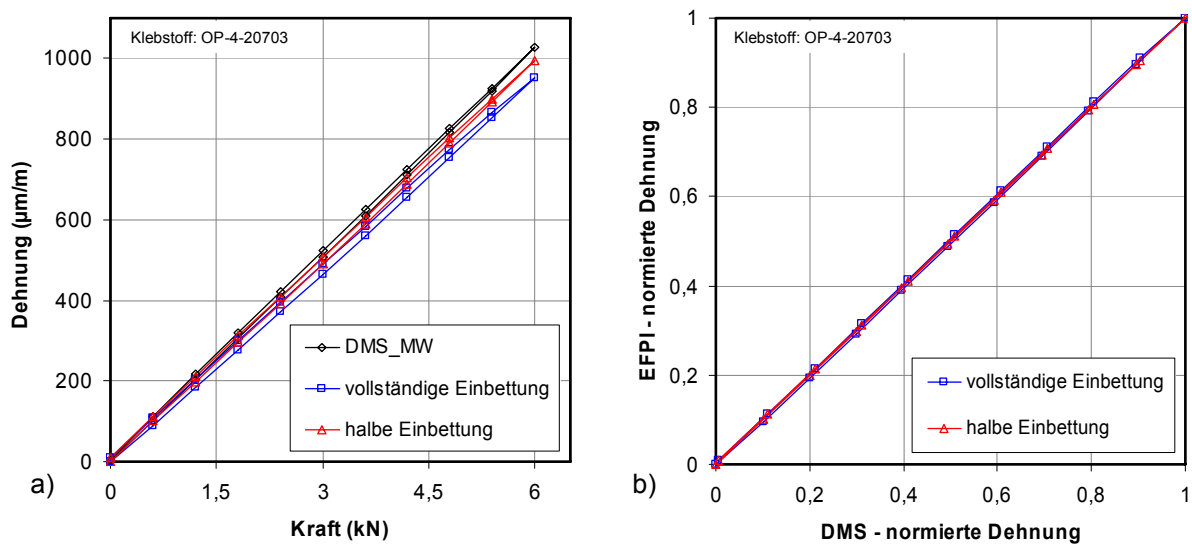 Klebstoff: OP-4-20703
1000
800
600
400
200
0
Dehnung (µm/m)
DMS_MW
vollständige Einbettung
halbe Einbettung
0 1,5 3 4,5 6
Kraft (kN)
a)
Klebstoff: OP-4-20703
1
0,8
0,6
0,4
0,2
0
EFPI - normierte Dehnung
vollständige Einbettung
halbe Einbettung
0 0,2 0,4 0,6 0,8 1
DMS - normierte Dehnung
b)